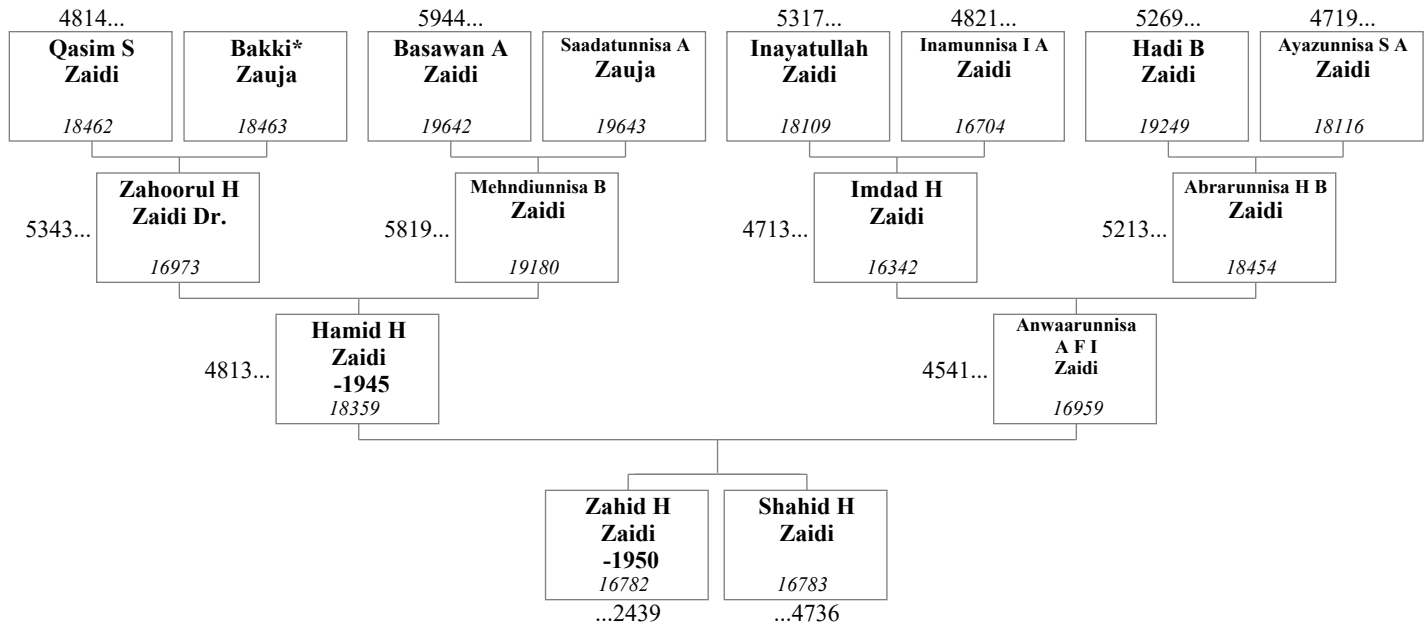 4814...
5944...
5317...
4821...
5269...
4719...
Qasim S
Zaidi
18462
Bakki*
Zauja
18463
Basawan A
Zaidi
19642
Saadatunnisa A
Zauja
19643
Inayatullah
Zaidi
18109
Inamunnisa I A
Zaidi
16704
Hadi B
Zaidi
19249
Ayazunnisa S A
Zaidi
18116
5343...
Zahoorul H
Zaidi Dr.
16973
5819...
Mehndiunnisa B
Zaidi
19180
4713...
Imdad H
Zaidi
16342
5213...
Abrarunnisa H B
Zaidi
18454
4813...
Hamid H
Zaidi
-1945
18359
4541...
Anwaarunnisa
A F I
Zaidi
16959
Zahid H
Zaidi
-1950
16782
...2439
Shahid H
Zaidi
16783
...4736